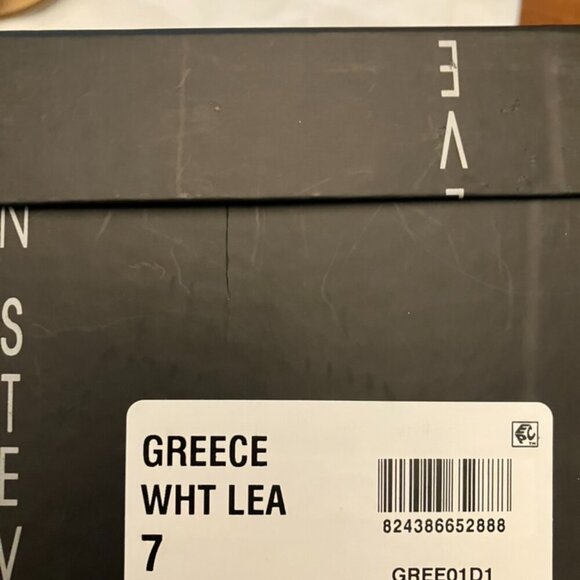 E
V
N
S
T
E
V
GREECE
WHT LEA
7
824386652888
GREE01D1